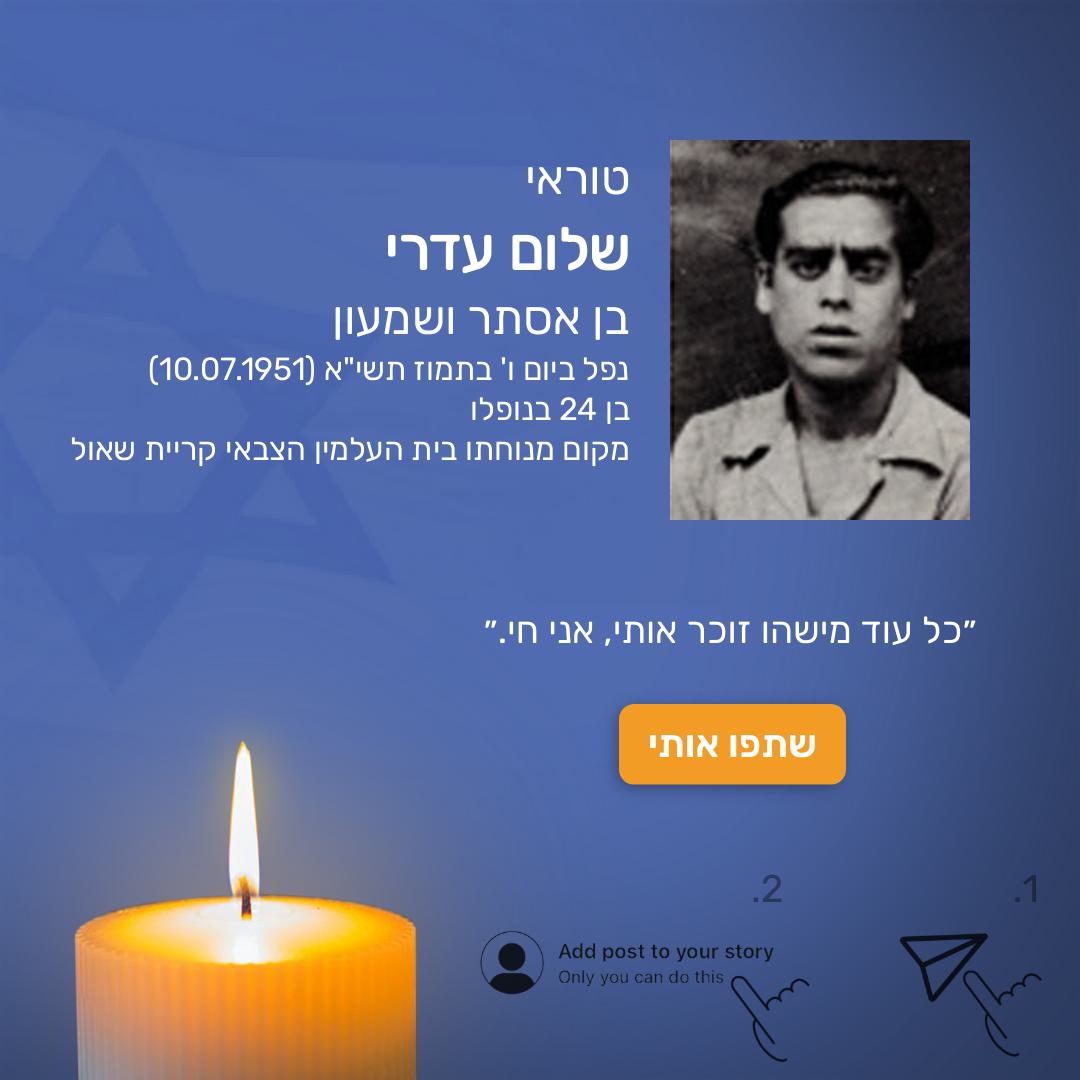 טוראי
שלום עדרי
בן אסתר ושמעון
נפל ביום ו' בתמוז תשי"א (10.07.1951)
בן 24 בנופלו
מקום מנוחתו בית העלמין הצבאי קריית שאול
״כל עוד מישהו זוכר אותי, אני חי.״
שתפו אותי
1.
2.
Add post to your story
Only you can do this